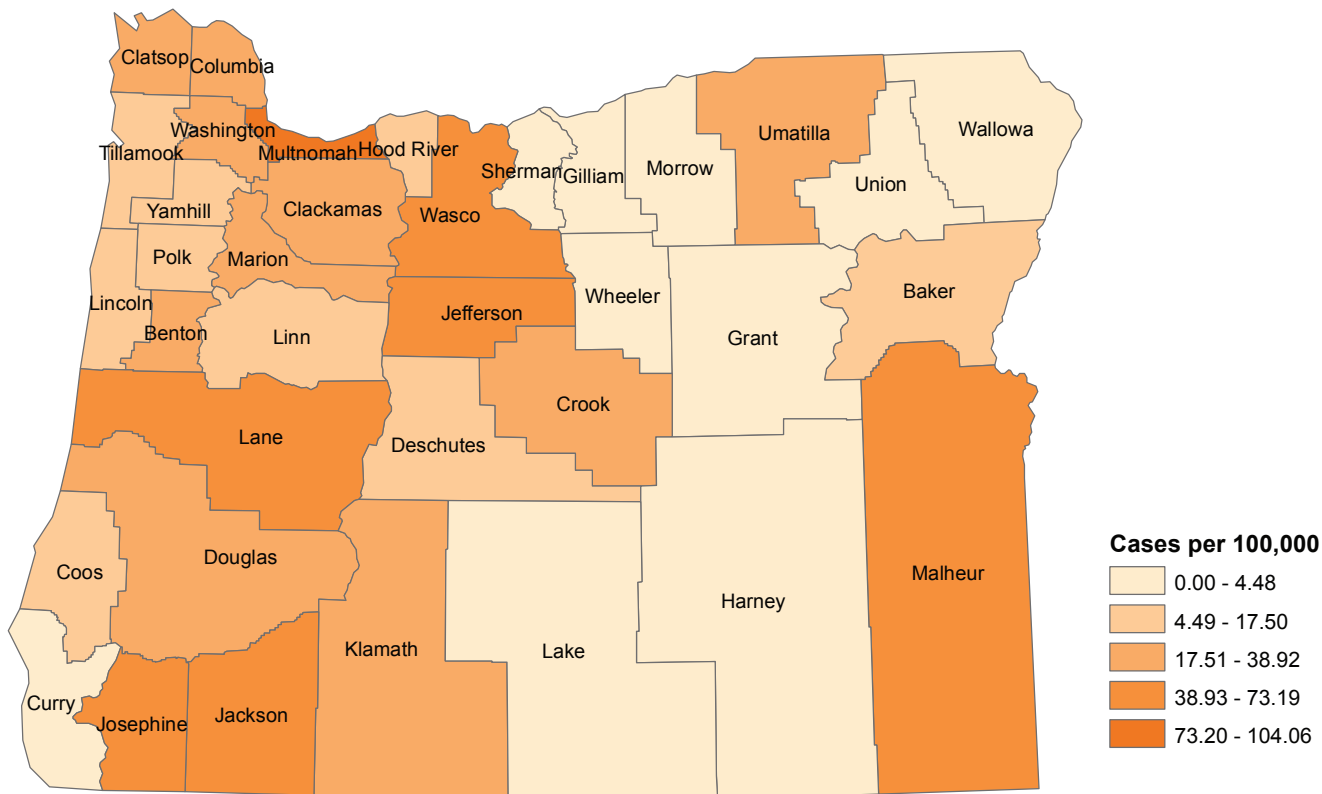 Clatsop
Columbia
Washington
Tillamook
Multnomah
Hood River
Sherman
Gilliam
Morrow
Umatilla
Union
Wallowa
Yamhill
Clackamas
Wasco
Polk
Marion
Lincoln
Benton
Linn
Jefferson
Wheeler
Grant
Baker
Lane
Deschutes
Crook
Coos
Douglas
Malheur
Harney
Klamath
Lake
Curry
Josephine
Jackson
Cases per 100,000
0.00 - 4.48
4.49 - 17.50
17.51 - 38.92
38.93 - 73.19
73.20 - 104.06